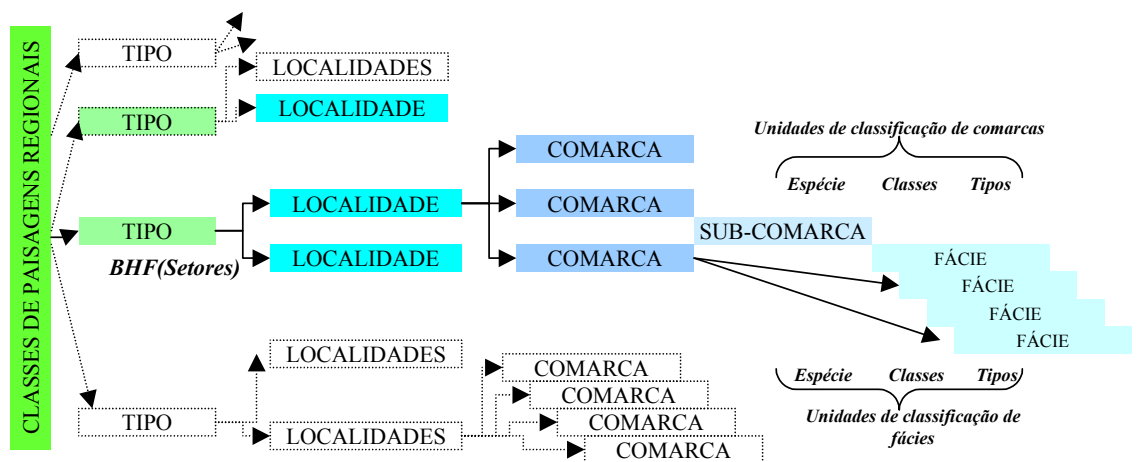 CLASSES DE PAISAGENS REGIONAIS
TIPO
LOCALIDADES
TIPO
LOCALIDADE
Unidades de classificação de comarcas
Espécie Classes Tipos
COMARCA
TIPO
LOCALIDADE
COMARCA
SUB-COMARCA
BHF(Setores)
LOCALIDADE
COMARCA
FÁCIE
FÁCIE
FÁCIE
FÁCIE
LOCALIDADES
COMARCA
COMARCA
COMARCA
COMARCA
TIPO
LOCALIDADES
Espécie Classes Tipos
Unidades de classificação de
fácies